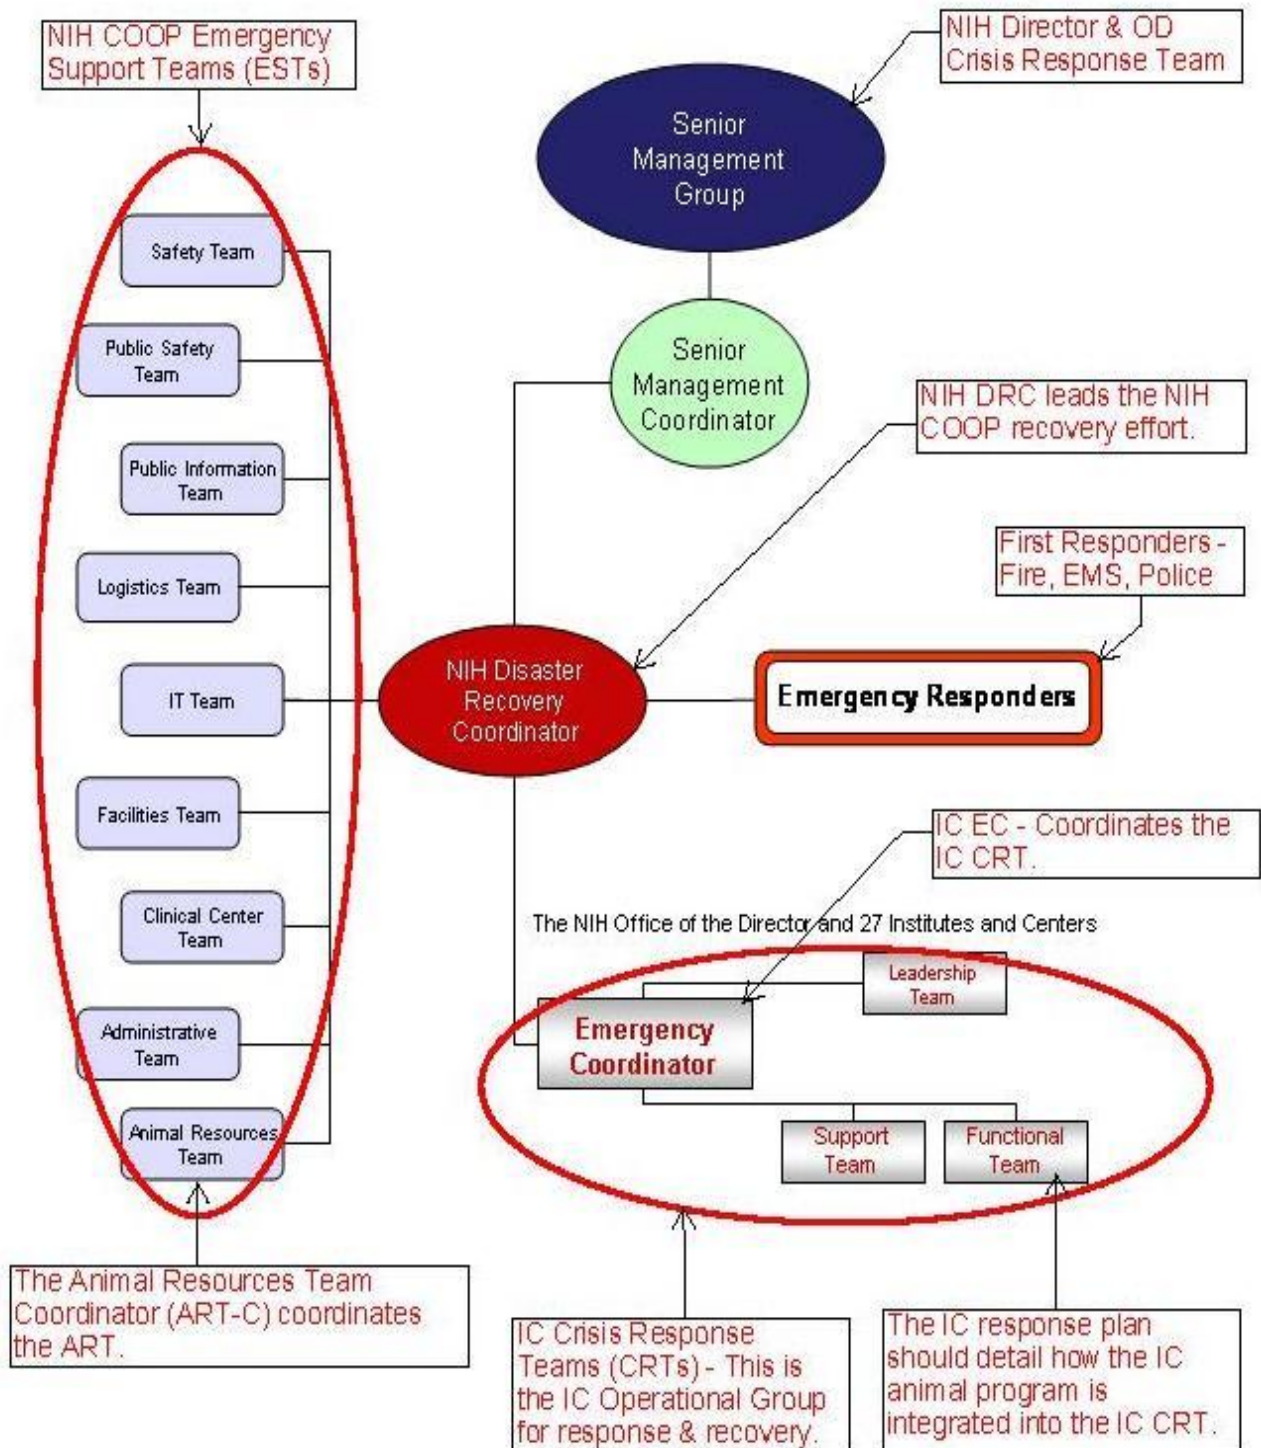 NIH COOP Emergency
Support Teams (ESTs)
NIH Director & OD
Crisis Response Team
Senior
Management
Group
Safety Team
Public Safety
Team
Senior
Management
Coordinator
NIH DRC leads the NIH
COOP recovery effort.
Public Information
Team
First Responders -
Fire, EMS, Police
Logistics Team
NIH Disaster
Recovery
Coordinator
Emergency Responders
IT Team
Facilities Team
IC EC - Coordinates the
IC CRT.
Clinical Center
Team
The NIH Office of the Director and 27 Institutes and Centers
Leadership
Team
Emergency
Coordinator
Administrative
Team
Animal Resources
Team
Support
Team
Functional
Team
The Animal Resources Team
Coordinator (ART-C) coordinates
the ART.
IC Crisis Response
Teams (CRTs) - This is
the IC Operational Group
for response & recovery.
The IC response plan
should detail how the IC
animal program is
integrated into the IC CRT.